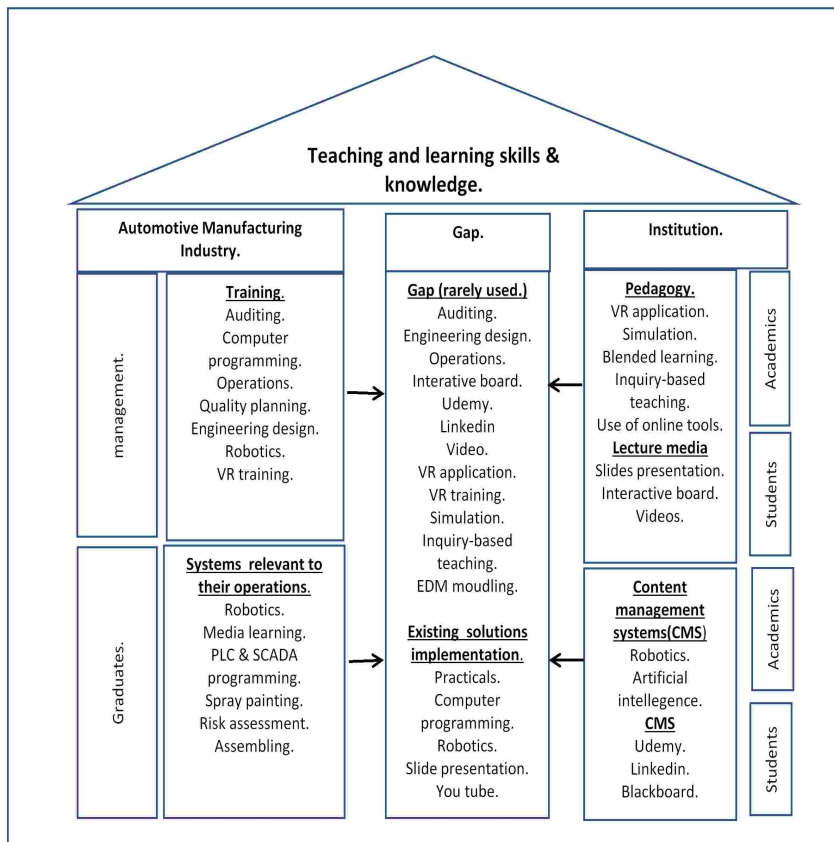 Teaching and learning skills &
knowledge.
Automotive Manufacturing
Industry.
Gap.
Institution.
management.
Training.
Auditing.
Computer
programming.
Operations.
Quality planning.
Engineering design.
Robotics.
VR training.
Graduates.
Systems relevant to
their operations.
Robotics.
Media learning.
PLC & SCADA
programming.
Spray painting.
Risk assessment.
Assembling.
Gap (rarely used.)
Auditing.
Engineering design.
Operations.
Interative board.
Udemy.
Linkedin
Video.
VR application.
VR training.
Simulation.
Inquiry-based
teaching.
EDM moudling.
Existing solutions
implementation.
Practicals.
Computer
programming.
Robotics.
Slide presentation.
You tube.
Pedagogy.
VR application.
Simulation.
Blended learning.
Inquiry-based
teaching.
Use of online tools.
Lecture media
Slides presentation.
Interactive board.
Videos.
Academics
Students
Content
management
systems(CMS)
Robotics.
Artificial
intellegence.
CMS
Udemy.
Linkedin.
Blackboard.
Academics
Students